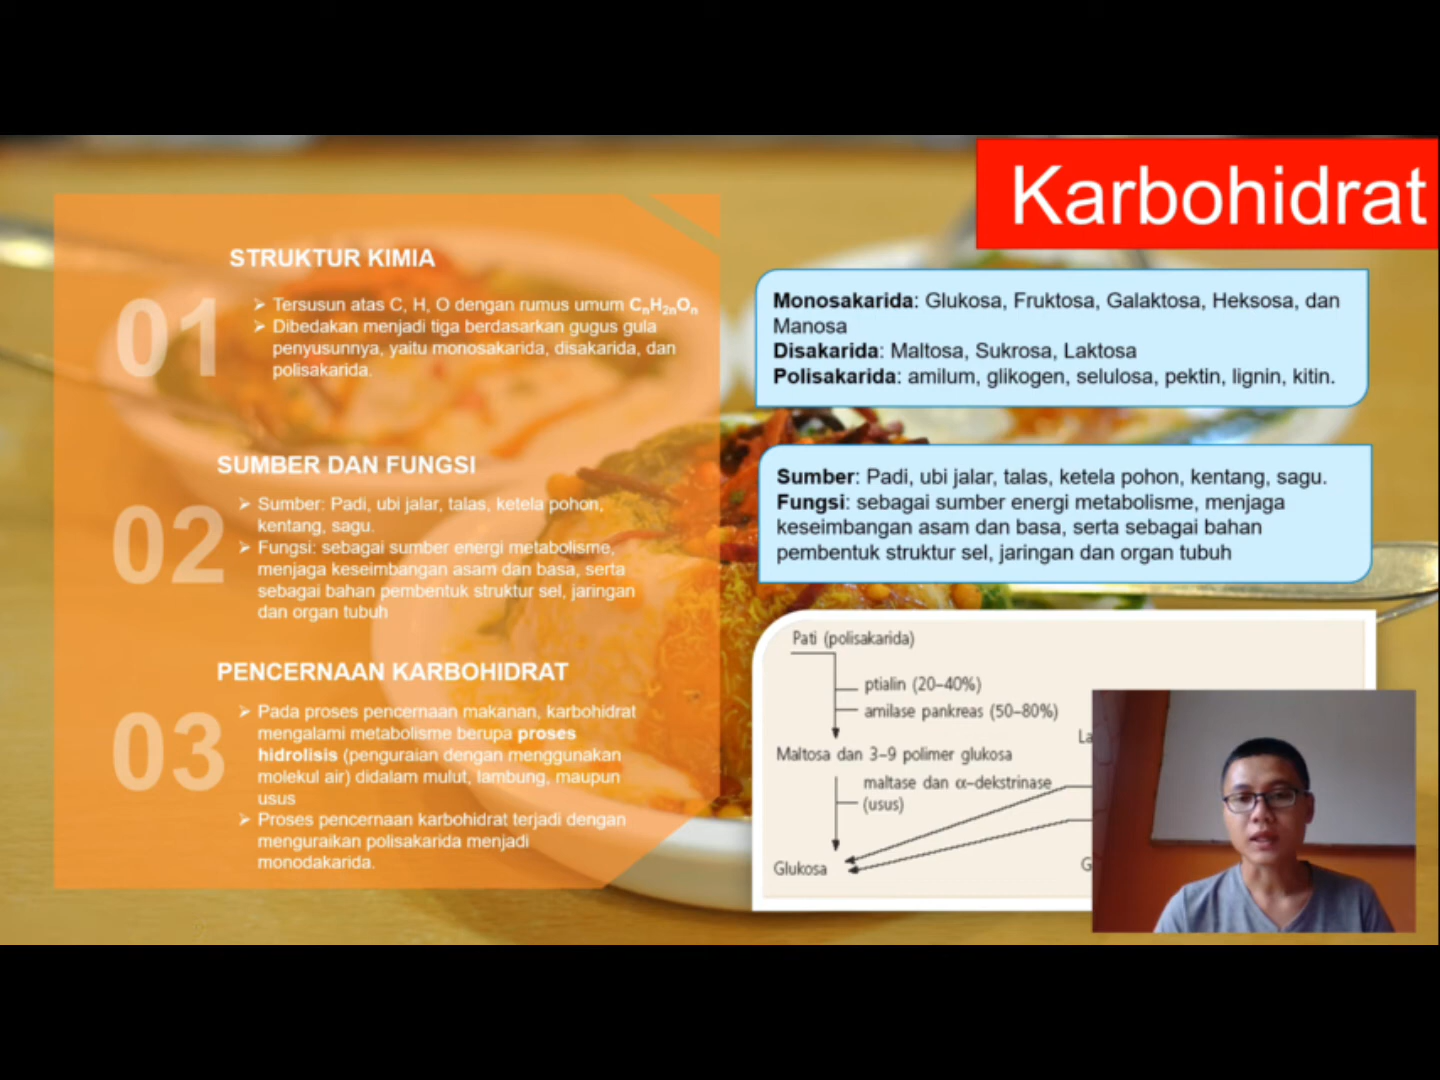 Karbohidrat
STRUKTUR KIMIA
01
➢ Tersusun atas C, H, O dengan rumus umum CnH2nOn
➢ Dibedakan menjadi tiga berdasarkan gugus gula
penyusunnya, yaitu monosakarida, disakarida, dan
polisakarida.
SUMBER DAN FUNGSI
02
➢ Sumber: Padi, ubi jalar, talas, ketela pohon,
kentang, sagu.
➢ Fungsi: sebagai sumber energi metabolisme,
menjaga keseimbangan asam dan basa, serta
sebagai bahan pembentuk struktur sel, jaringan
dan organ tubuh
PENCERNAAN KARBOHIDRAT
03
➢ Pada proses pencernaan makanan, karbohidrat
mengalami metabolisme berupa proses
hidrolisis (penguraian dengan menggunakan
molekul air) didalam mulut, lambung, maupun
usus
➢ Proses pencernaan karbohidrat terjadi dengan
menguraikan polisakarida menjadi
monodakarida.
Monosakarida: Glukosa, Fruktosa, Galaktosa, Heksosa, dan
Manosa
Disakarida: Maltosa, Sukrosa, Laktosa
Polisakarida: amilum, glikogen, selulosa, pektin, lignin, kitin.
Sumber: Padi, ubi jalar, talas, ketela pohon, kentang, sagu.
Fungsi: sebagai sumber energi metabolisme, menjaga
keseimbangan asam dan basa, serta sebagai bahan
pembentuk struktur sel, jaringan dan organ tubuh
Pati (polisakarida)
ptialin (20–40%)
amilase pankreas (50–80%)
Maltosa dan 3–9 polimer glukosa
maltase dan α–dekstrinase
(usus)
Glukosa